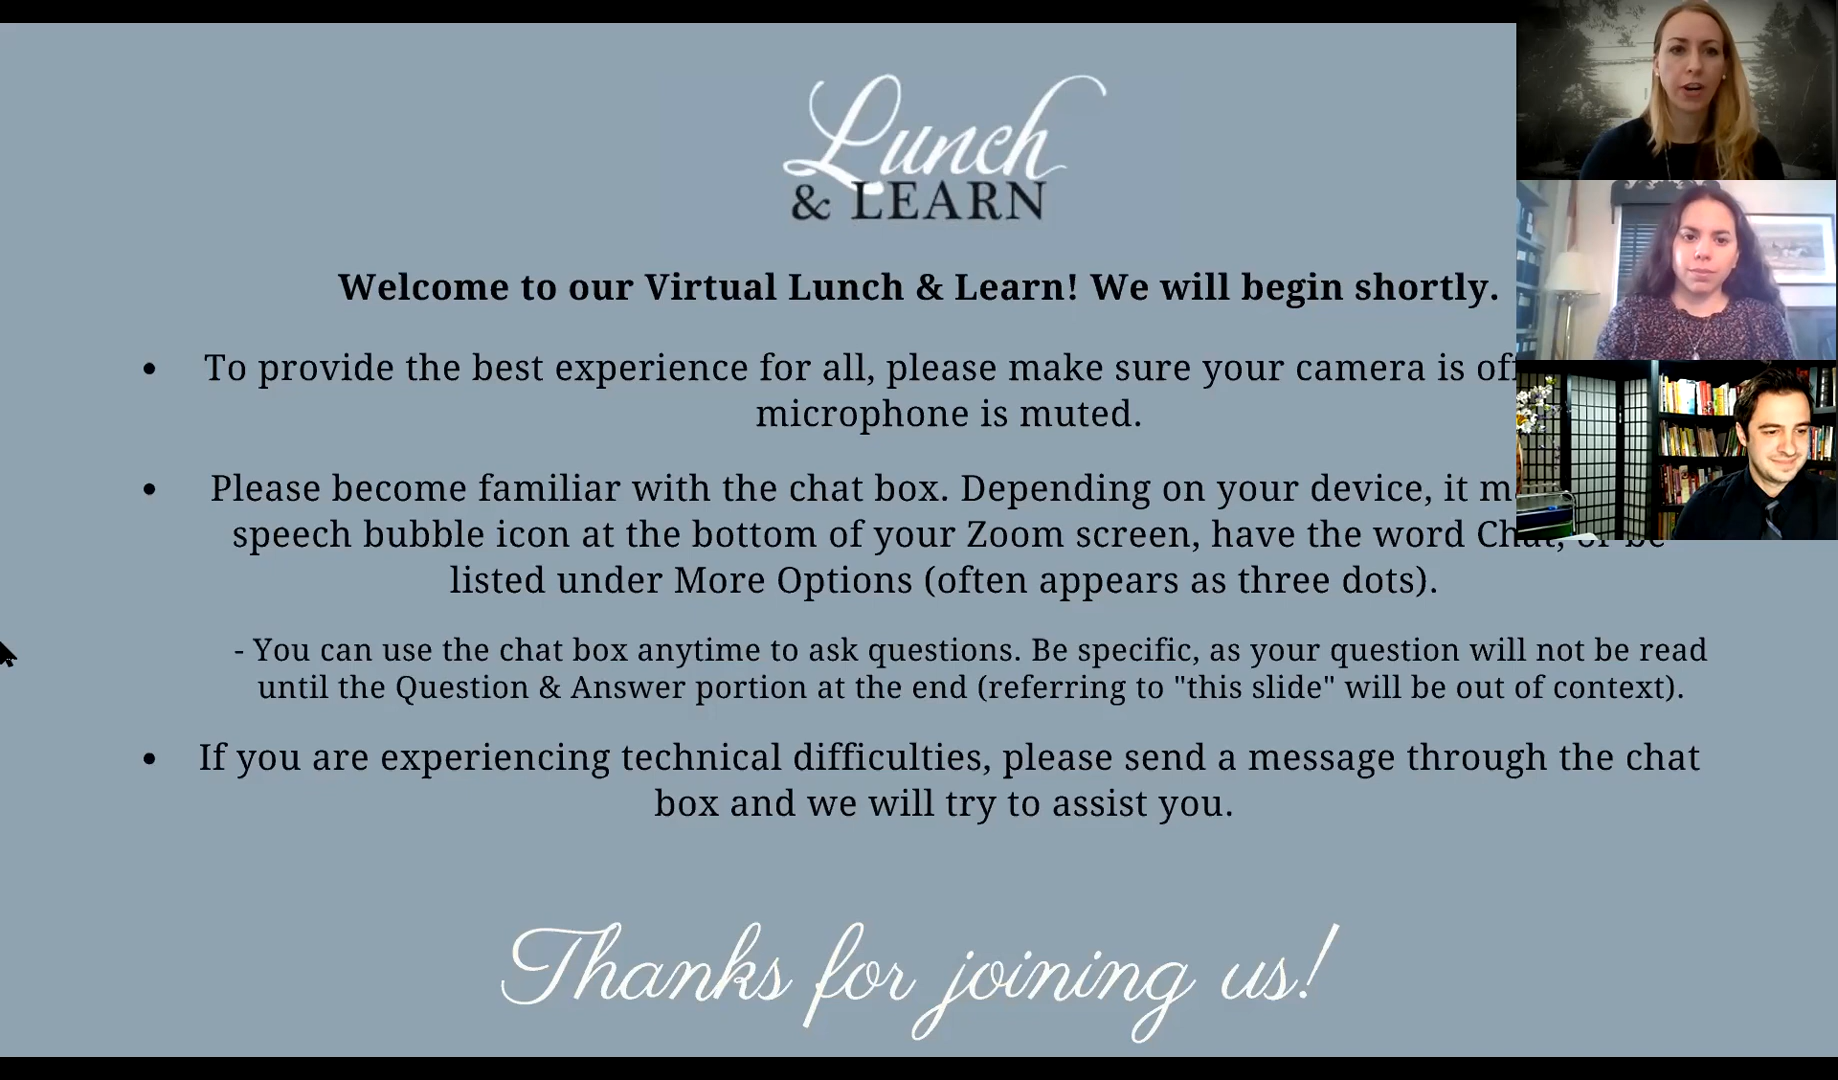 Lunch
& LEARN
Welcome to our Virtual Lunch & Learn! We will begin shortly.
• To provide the best experience for all, please make sure your camera is off
microphone is muted.
• Please become familiar with the chat box. Depending on your device, it
speech bubble icon at the bottom of your Zoom screen, have the word Chat, or be
listed under More Options (often appears as three dots).
- You can use the chat box anytime to ask questions. Be specific, as your question will not be read
until the Question & Answer portion at the end (referring to "this slide" will be out of context).
• If you are experiencing technical difficulties, please send a message through the chat
box and we will try to assist you.
Thanks for joining us!